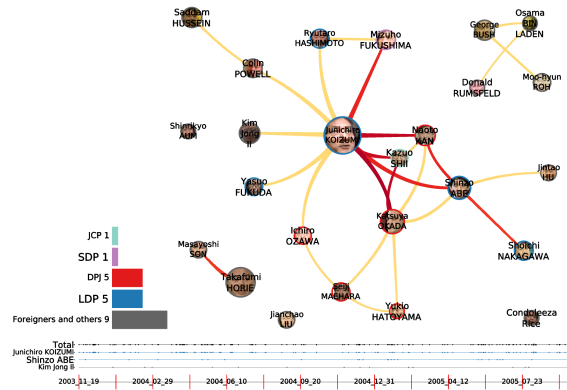 Saddam
HUSSEIN
Ryutaro
HASHIMOTO
Mizuho
FUKUSHIMA
George
BUSH
Osama
BIN
LADEN
Colin
POWELL
Donald
RUMSFELD
Moo-hyun
ROH
Shimikyo
AUM
Kim
Jong
Il
Junichiro
KOIZUMI
Naoto
KAN
Kazuo
SHII
Yasuo
FUKUDA
Shinzo
ABE
Jintao
HU
Katsuya
OKADA
Ichiro
OZAWA
Shoichi
NAKAGAWA
Masayoshi
SON
Takafumi
HORIE
Seiji
MAEHARA
Yukio
HATOYAMA
Jianchao
LIU
Condoleeza
Rice
JCP 1
SDP 1
DPJ 5
LDP 5
Foreigners and others 9
Total
Junichiro KOIZUMI
Shinzo ABE
Kim Jong Il
2003_11_19 2004_02_29 2004_06_10 2004_09_20 2004_12_31 2005_04_12 2005_07_23